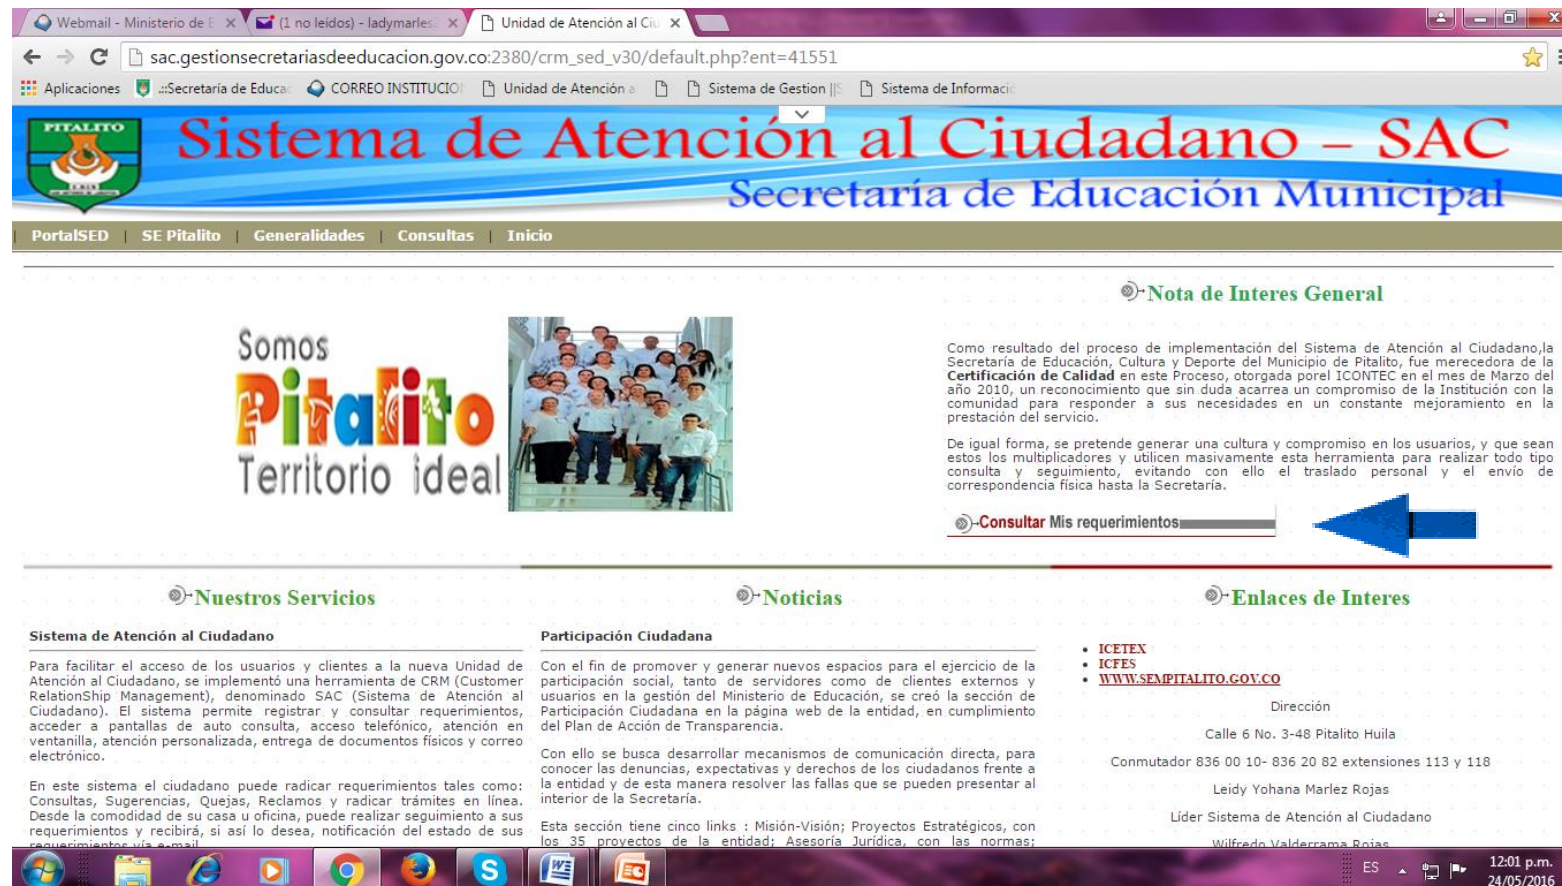 Webmail - Ministerio de E
(1 no leídos) - ladymarles
Unidad de Atención al Ciu
sac.gestionsecretariasdeeducacion.gov.co:2380/crm_sed_v30/default.php?ent=41551
Aplicaciones .::Secretaría de Educac CORREO INSTITUCIO Unidad de Atención a Sistema de Gestion ||S Sistema de Informaci
PITALITO
Sistema de Atención al Ciudadano – SAC
Secretaría de Educación Municipal
| PortalSED | SE Pitalito | Generalidades | Consultas | Inicio
Somos
Pitalito
Territorio ideal
Nota de Interes General
Como resultado del proceso de implementación del Sistema de Atención al Ciudadano,la
Secretaría de Educación, Cultura y Deporte del Municipio de Pitalito, fue merecedora de la
Certificación de Calidad en este Proceso, otorgada porel ICONTEC en el mes de Marzo del
año 2010, un reconocimiento que sin duda acarrea un compromiso de la Institución con la
comunidad para responder a sus necesidades en un constante mejoramiento en la
prestación del servicio.
De igual forma, se pretende generar una cultura y compromiso en los usuarios, y que sean
estos los multiplicadores y utilicen masivamente esta herramienta para realizar todo tipo
consulta y seguimiento, evitando con ello el traslado personal y el envío de
correspondencia física hasta la Secretaría.
Consultar Mis requerimientos
Nuestros Servicios
Sistema de Atención al Ciudadano
Para facilitar el acceso de los usuarios y clientes a la nueva Unidad de
Atención al Ciudadano, se implementó una herramienta de CRM (Customer
RelationShip Management), denominado SAC (Sistema de Atención al
Ciudadano). El sistema permite registrar y consultar requerimientos,
acceder a pantallas de auto consulta, acceso telefónico, atención en
ventanilla, atención personalizada, entrega de documentos físicos y correo
electrónico.
En este sistema el ciudadano puede radicar requerimientos tales como:
Consultas, Sugerencias, Quejas, Reclamos y radicar trámites en línea.
Desde la comodidad de su casa u oficina, puede realizar seguimiento a sus
requerimientos y recibirá, si así lo desea, notificación del estado de sus
requerimientos vía e-mail
Noticias
Participación Ciudadana
Con el fin de promover y generar nuevos espacios para el ejercicio de la
participación social, tanto de servidores como de clientes externos y
usuarios en la gestión del Ministerio de Educación, se creó la sección de
Participación Ciudadana en la página web de la entidad, en cumplimiento
del Plan de Acción de Transparencia.
Con ello se busca desarrollar mecanismos de comunicación directa, para
conocer las denuncias, expectativas y derechos de los ciudadanos frente a
la entidad y de esta manera resolver las fallas que se pueden presentar al
interior de la Secretaría.
Esta sección tiene cinco links : Misión-Visión; Proyectos Estratégicos, con
los 35 proyectos de la entidad; Asesoría Jurídica, con las normas;
Enlaces de Interes
• ICETEX
• ICFES
• WWW.SEMPITALITO.GOV.CO
Dirección
Calle 6 No. 3-48 Pitalito Huila
Conmutador 836 00 10- 836 20 82 extensiones 113 y 118
Leidy Yohana Marlez Rojas
Líder Sistema de Atención al Ciudadano
Wilfredo Valderrama Rojas
ES
12:01 p.m.
24/05/2016